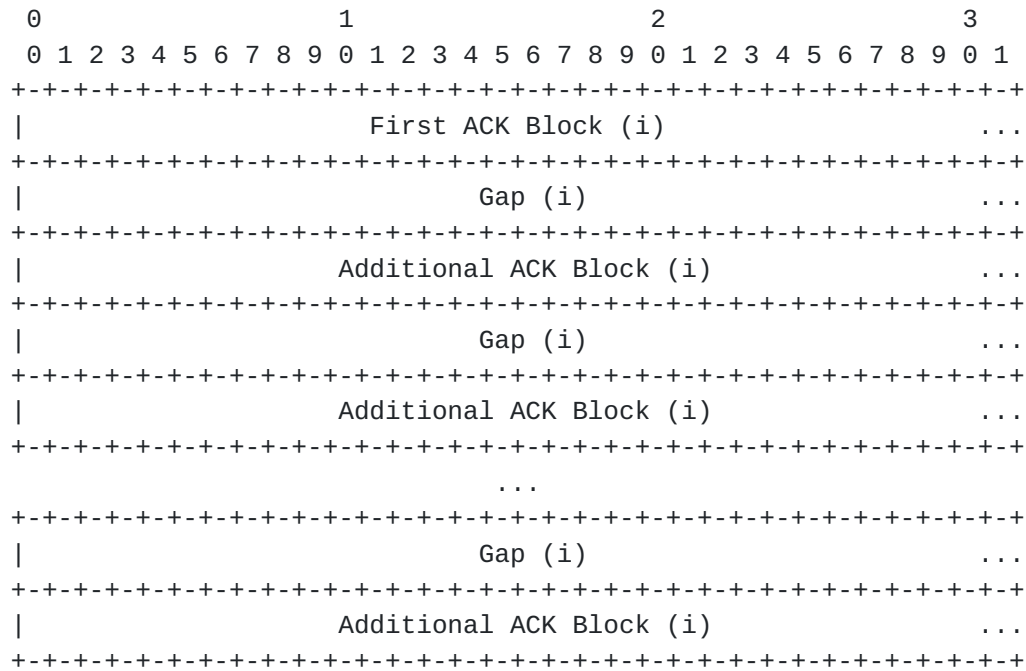 0                   1                   2                   3
 0 1 2 3 4 5 6 7 8 9 0 1 2 3 4 5 6 7 8 9 0 1 2 3 4 5 6 7 8 9 0 1
+-+-+-+-+-+-+-+-+-+-+-+-+-+-+-+-+-+-+-+-+-+-+-+-+-+-+-+-+-+-+-+-+
|                      First ACK Block (i)                    ...
+-+-+-+-+-+-+-+-+-+-+-+-+-+-+-+-+-+-+-+-+-+-+-+-+-+-+-+-+-+-+-+-+
|                             Gap (i)                         ...
+-+-+-+-+-+-+-+-+-+-+-+-+-+-+-+-+-+-+-+-+-+-+-+-+-+-+-+-+-+-+-+-+
|                    Additional ACK Block (i)                 ...
+-+-+-+-+-+-+-+-+-+-+-+-+-+-+-+-+-+-+-+-+-+-+-+-+-+-+-+-+-+-+-+-+
|                             Gap (i)                         ...
+-+-+-+-+-+-+-+-+-+-+-+-+-+-+-+-+-+-+-+-+-+-+-+-+-+-+-+-+-+-+-+-+
|                    Additional ACK Block (i)                 ...
+-+-+-+-+-+-+-+-+-+-+-+-+-+-+-+-+-+-+-+-+-+-+-+-+-+-+-+-+-+-+-+-+
                               ...
+-+-+-+-+-+-+-+-+-+-+-+-+-+-+-+-+-+-+-+-+-+-+-+-+-+-+-+-+-+-+-+-+
|                             Gap (i)                         ...
+-+-+-+-+-+-+-+-+-+-+-+-+-+-+-+-+-+-+-+-+-+-+-+-+-+-+-+-+-+-+-+-+
|                    Additional ACK Block (i)                 ...
+-+-+-+-+-+-+-+-+-+-+-+-+-+-+-+-+-+-+-+-+-+-+-+-+-+-+-+-+-+-+-+-+